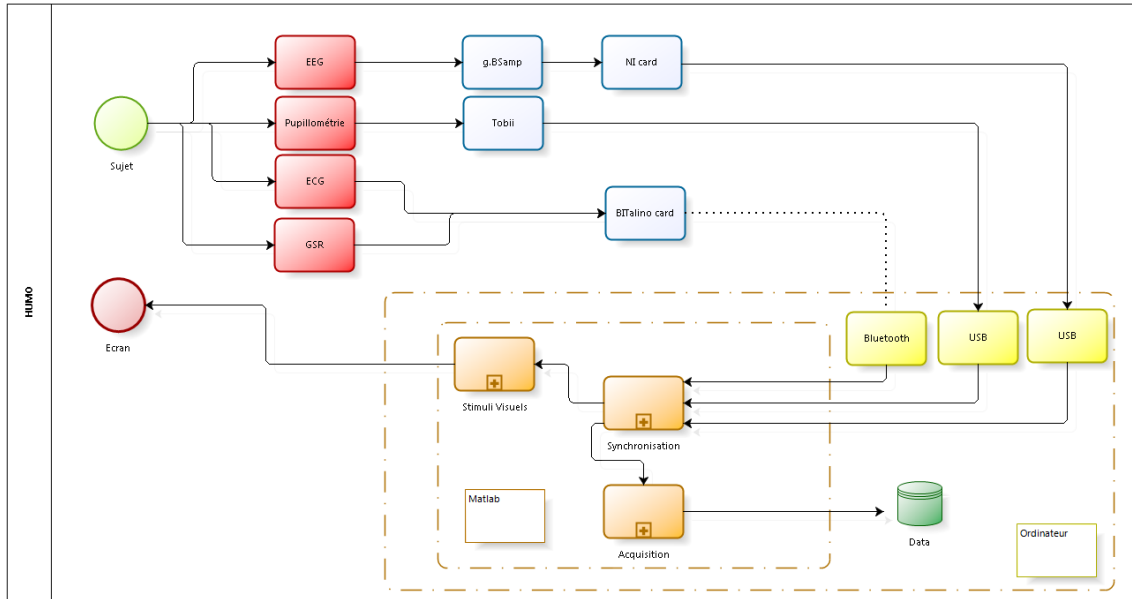 HUMO
EEG
g.BSamp
NI card
Sujet
Pupillométrie
Tobii
ECG
BITalino card
GSR
Ecran
Bluetooth
USB
USB
Stimuli Visuels
Synchronisation
Matlab
Acquisition
Data
Ordinateur